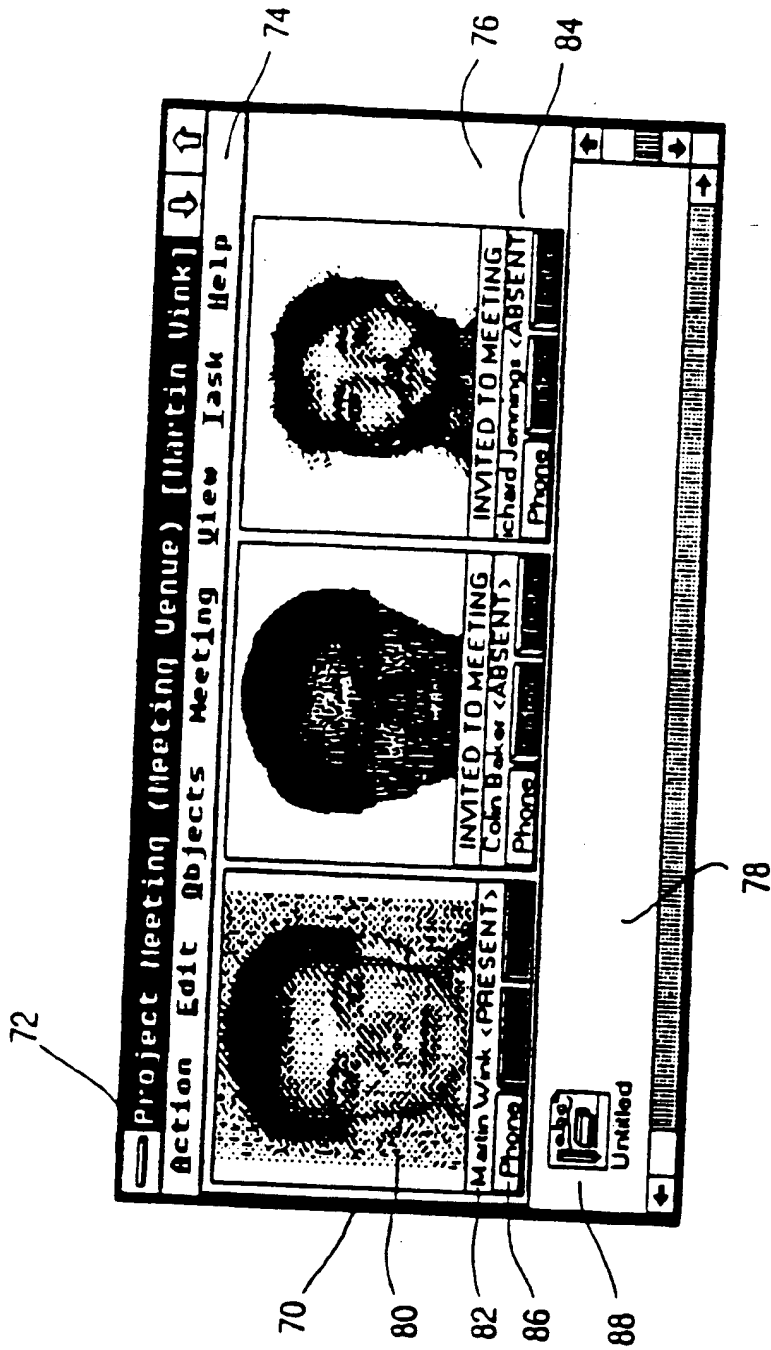 72
Project Meeting (Meeting Venue) [Martin Wink]
Action Edit Objects Meeting View Task Help
74
76
84
INVITED TO MEETING
INVITED TO MEETING
Martin Wink <PRESENT>
Colin Baker <ABSENT>
ichard Jennings <ABSENT
Phone
Phone
Phone
Untitled
70
80
82
86
88
78